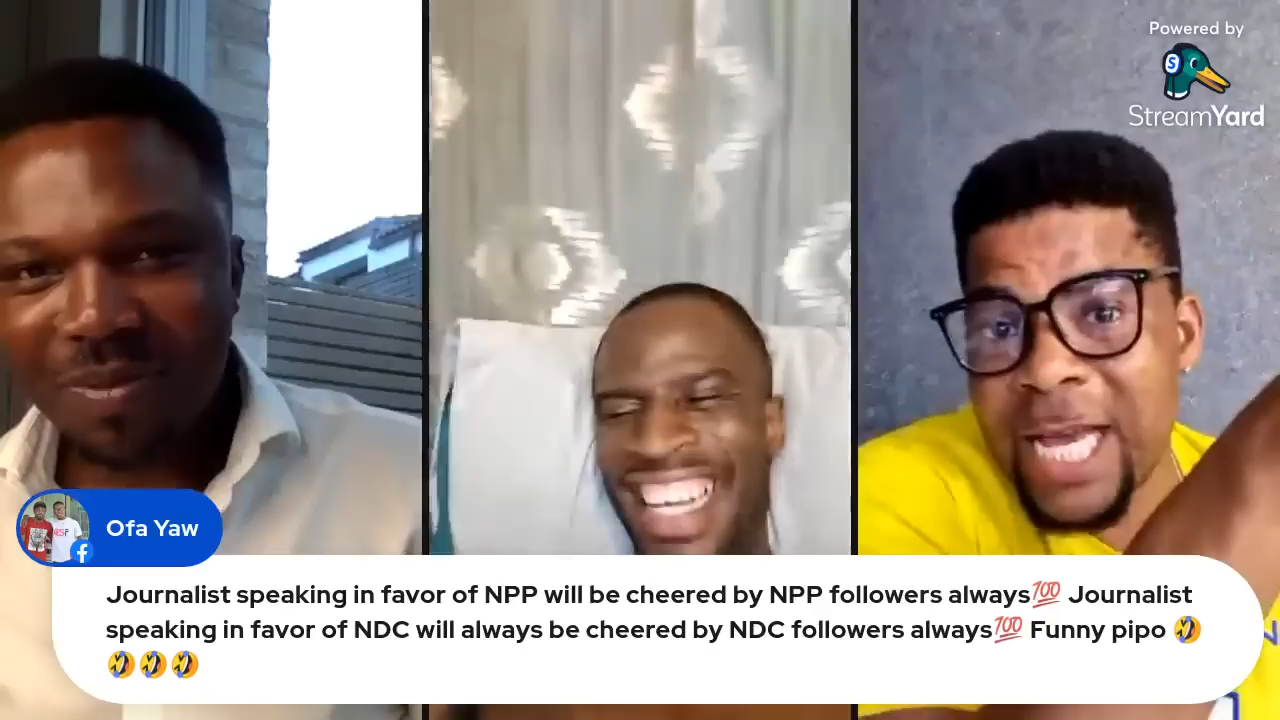 Powered by
StreamYard
Ofa Yaw
Journalist speaking in favor of NPP will be cheered by NPP followers always💯 Journalist
speaking in favor of NDC will always be cheered by NDC followers always💯 Funny pipo 🤣
🤣🤣🤣